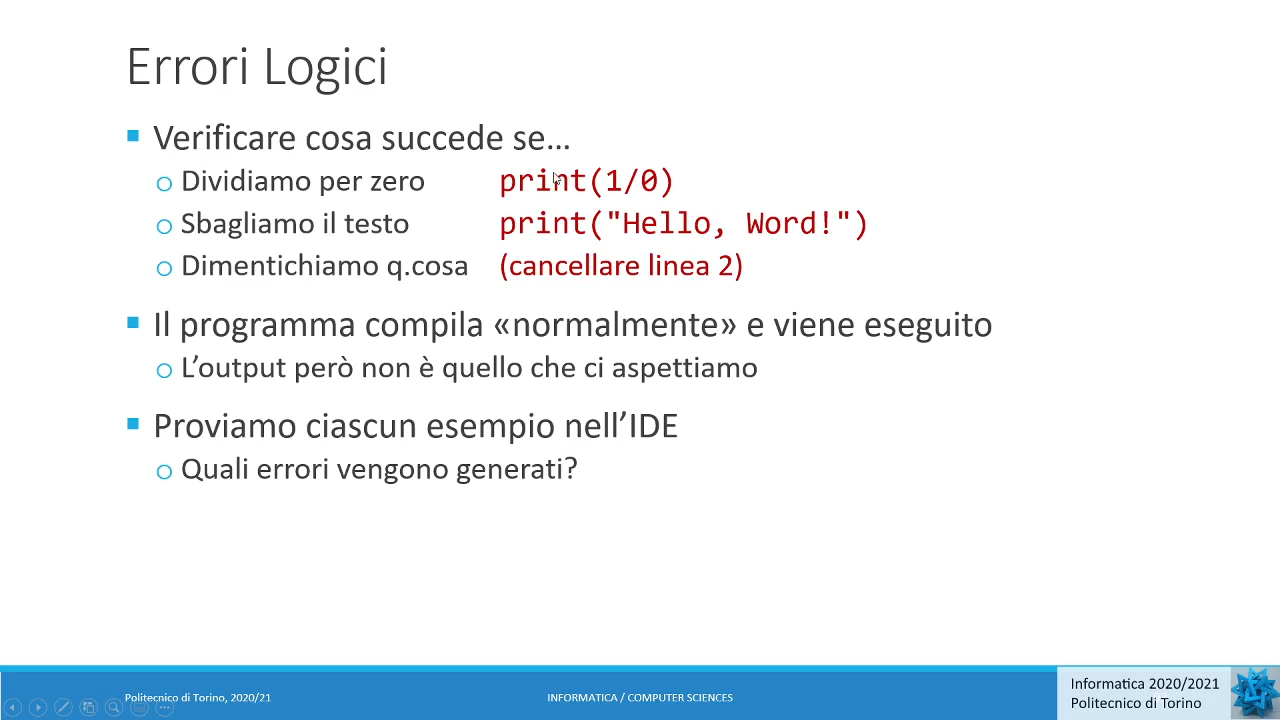 Errori Logici
Verificare cosa succede se…
Dividiamo per zero print(1/0)
Sbagliamo il testo print("Hello, Word!")
Dimentichiamo q.cosa (cancellare linea 2)
Il programma compila «normalmente» e viene eseguito
L’output però non è quello che ci aspettiamo
Proviamo ciascun esempio nell’IDE
Quali errori vengono generati?
Politecnico di Torino, 2020/21
INFORMATICA / COMPUTER SCIENCES
Informatica 2020/2021
Politecnico di Torino